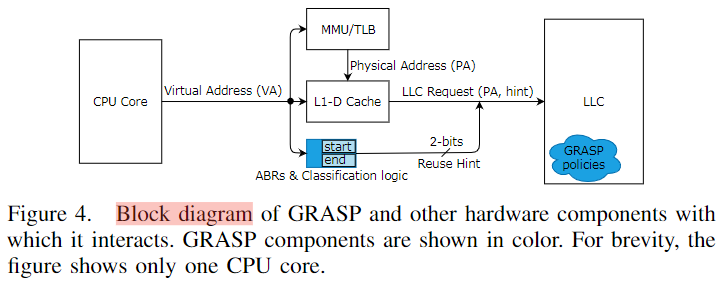 MMU/TLB
Physical Address (PA)
CPU Core
Virtual Address (VA)
L1-D Cache
LLC Request (PA, hint)
LLC
start
end
2-bits
Reuse Hint
ABRs & Classification logic
GRASP
policies
Figure 4. Block diagram of GRASP and other hardware components with
which it interacts. GRASP components are shown in color. For brevity, the
figure shows only one CPU core.